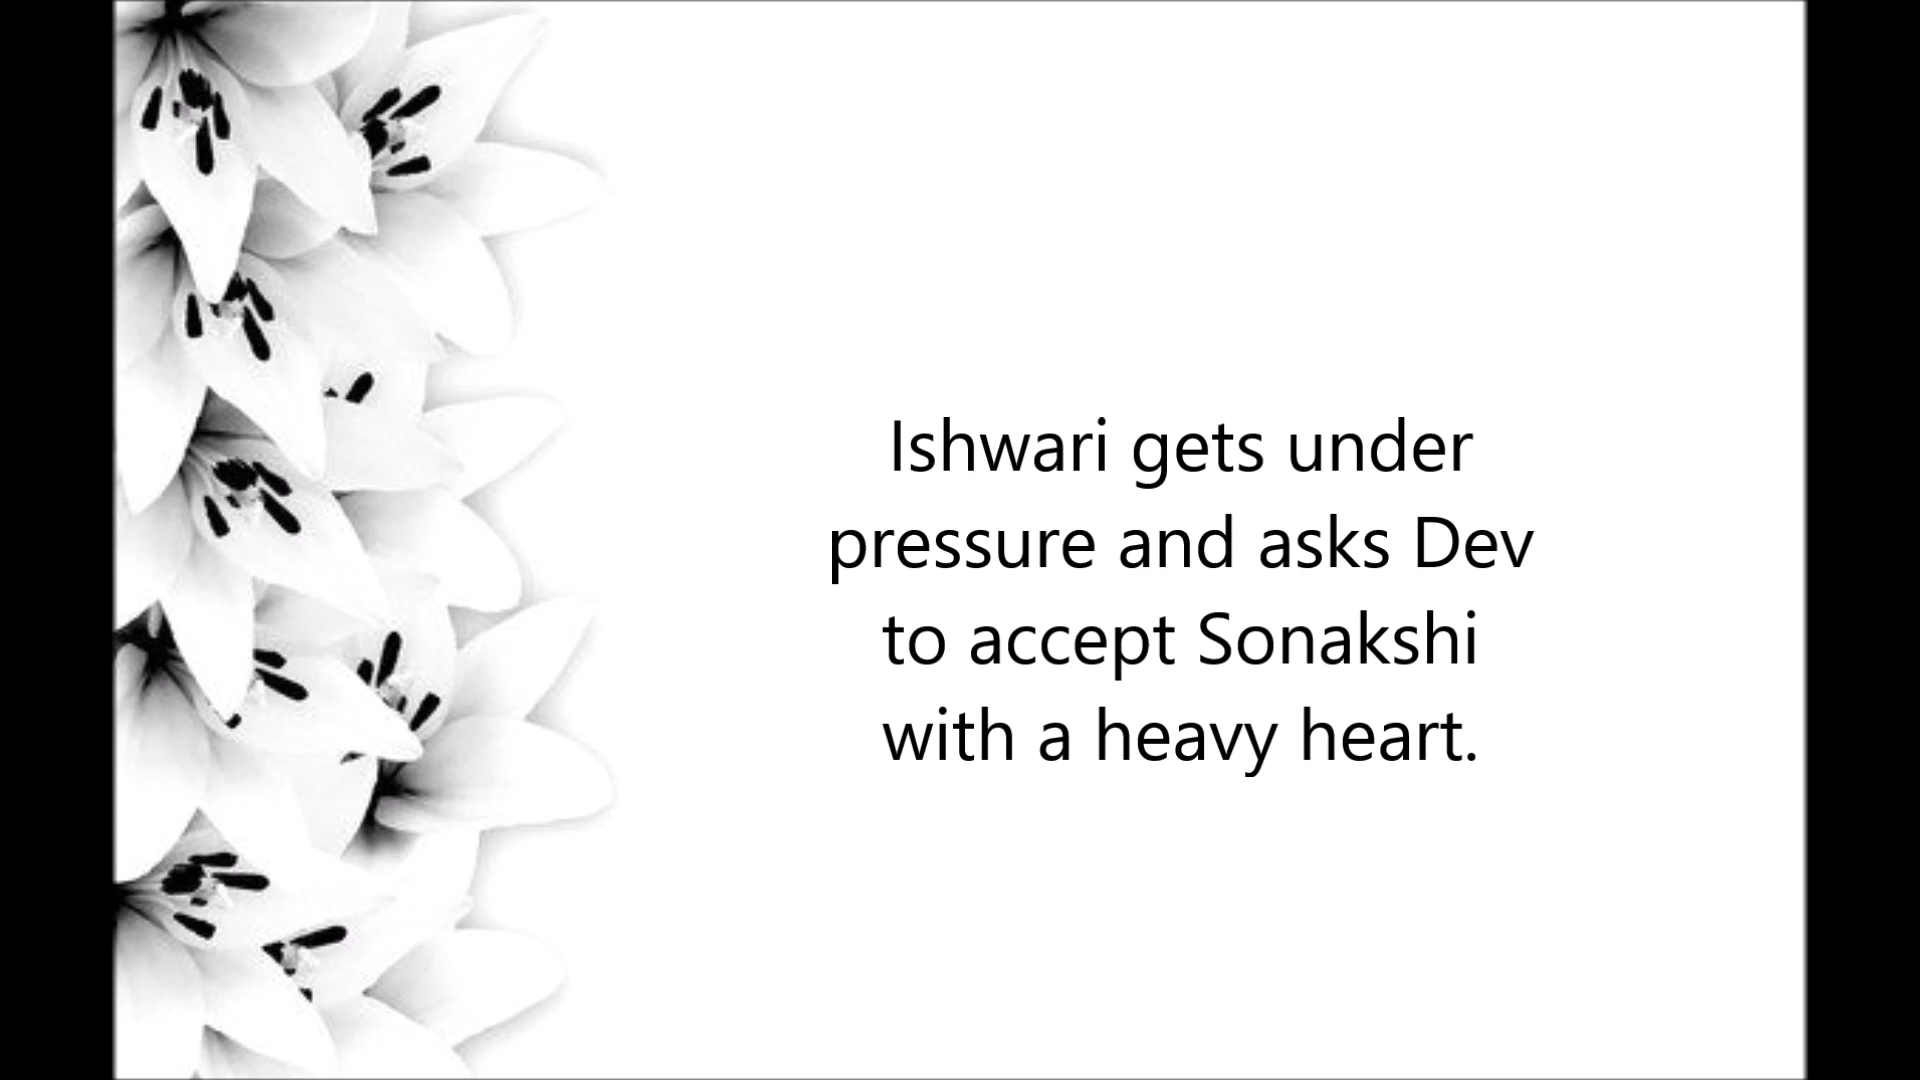 Ishwari gets under
pressure and asks Dev
to accept Sonakshi
with a heavy heart.